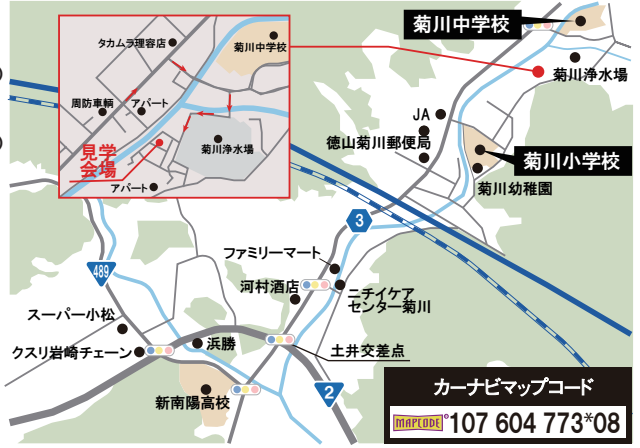 菊川中学校
タカムラ理容店
菊川中学校
菊川浄水場
周防車輌
アパート
JA
徳山菊川郵便局
見学
会場
菊川浄水場
菊川小学校
アパート
菊川幼稚園
3
ファミリーマート
489
河村酒店
ニチイケア
センター菊川
スーパー小松
クスリ岩崎チェーン
浜勝
土井交差点
新南陽高校
2
カーナビマップコード
MAPCODE 107 604 773*08